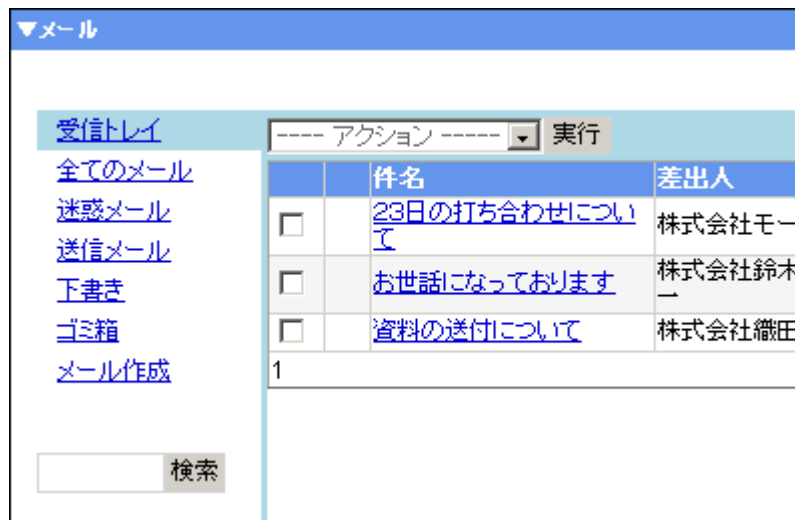 ▼メール
受信トレイ
全てのメール
迷惑メール
送信メール
下書き
ゴミ箱
メール作成
検索
---- アクション ----- 実行
件名 差出人
23日の打ち合わせについ
て
株式会社モー
お世話になっております
株式会社鈴木
ー
資料の送付について
株式会社織田
1